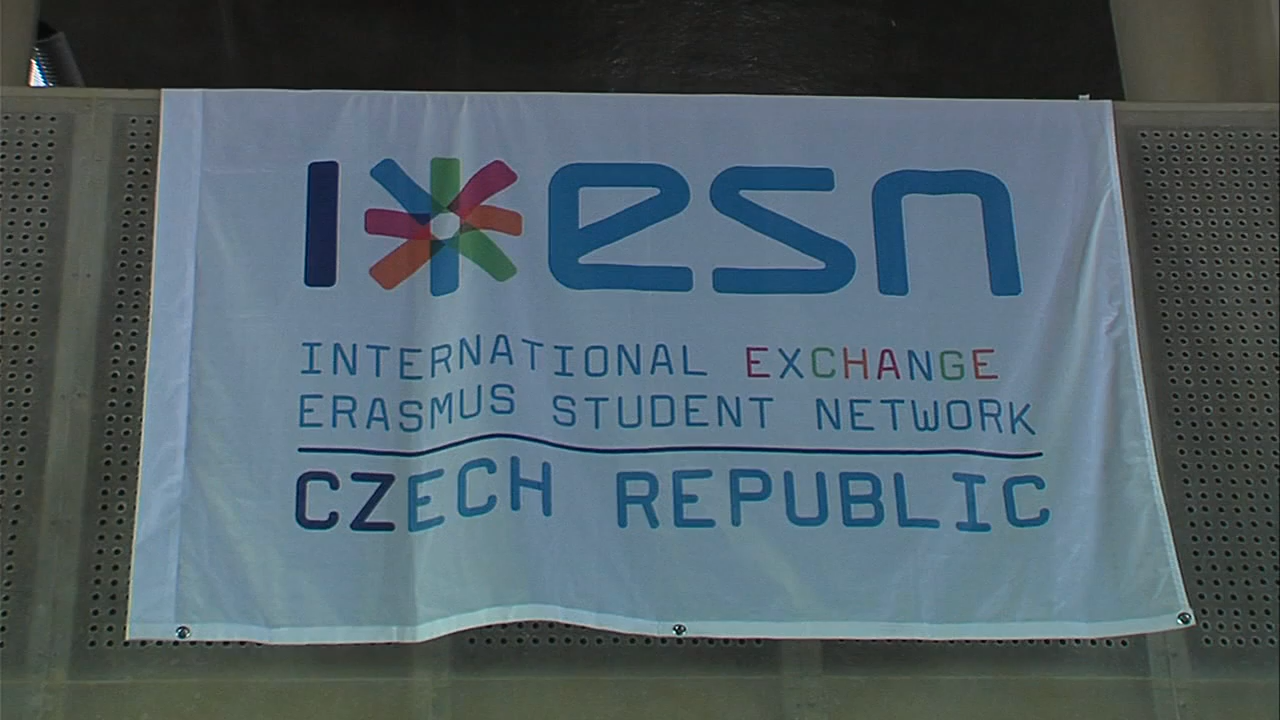 I esn
INTERNATIONAL EXCHANGE
ERASMUS STUDENT NETWORK
CZECH REPUBLIC